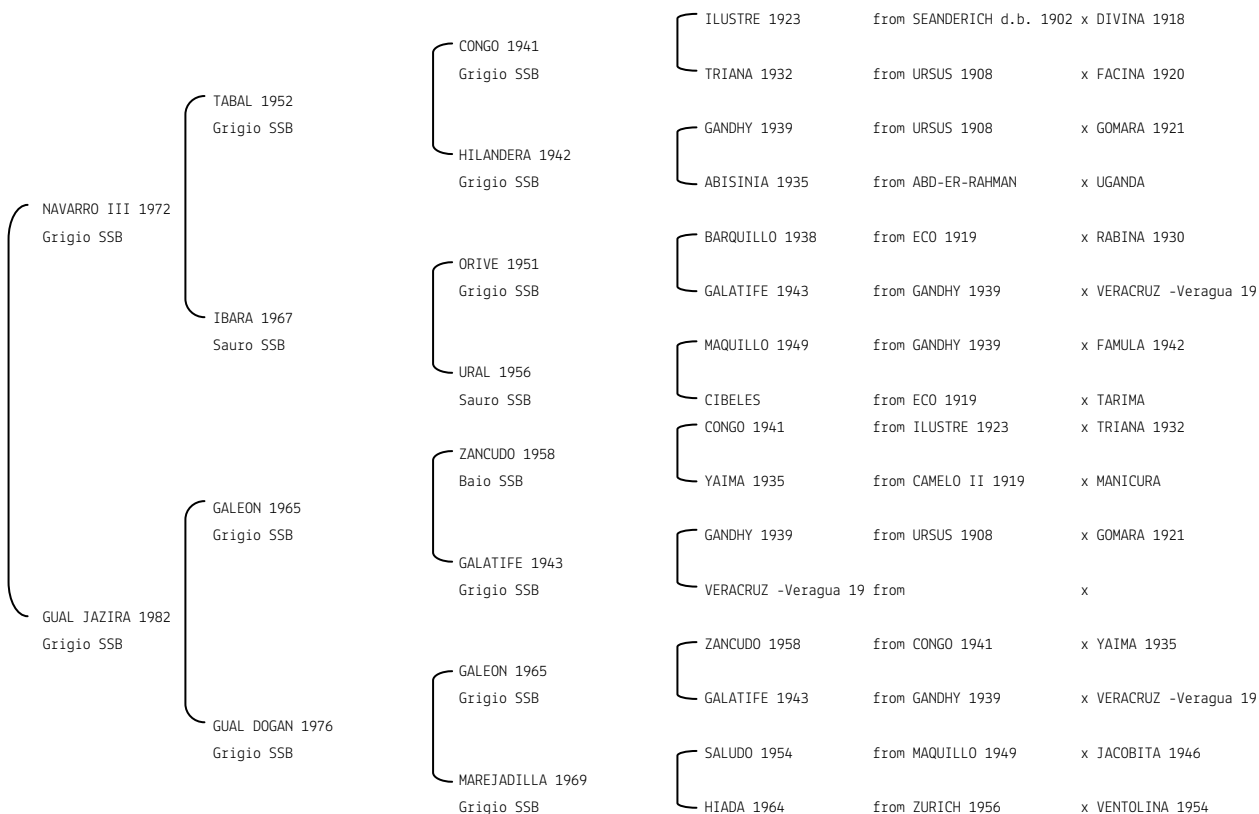 ILUSTRE 1923 from SEANDERICH d.b. 1902 x DIVINA 1918
CONGO 1941
Grigio SSB TRIANA 1932 from URSUS 1908 x FACINA 1920
TABAL 1952
Grigio SSB GANDHY 1939 from URSUS 1908 x GOMARA 1921
HILANDERA 1942
Grigio SSB ABISINIA 1935 from ABD-ER-RAHMAN x UGANDA
NAVARRO III 1972
Grigio SSB BARQUILLO 1938 from ECO 1919 x RABINA 1930
ORIVE 1951
Grigio SSB GALATIFE 1943 from GANDHY 1939 x VERACRUZ -Veragua 19
IBARA 1967
Sauro SSB MAQUILLO 1949 from GANDHY 1939 x FAMULA 1942
URAL 1956
Sauro SSB CIBELES from ECO 1919 x TARIMA
CONGO 1941 from ILUSTRE 1923 x TRIANA 1932
ZANCUDO 1958
Baio SSB YAIMA 1935 from CAMELO II 1919 x MANICURA
GALEON 1965
Grigio SSB GANDHY 1939 from URSUS 1908 x GOMARA 1921
GALATIFE 1943
Grigio SSB VERACRUZ -Veragua 19 from x
GUAL JAZIRA 1982
Grigio SSB ZANCUDO 1958 from CONGO 1941 x YAIMA 1935
GALEON 1965
Grigio SSB GALATIFE 1943 from GANDHY 1939 x VERACRUZ -Veragua 19
GUAL DOGAN 1976
Grigio SSB SALUDO 1954 from MAQUILLO 1949 x JACOBITA 1946
MAREJADILLA 1969
Grigio SSB HIADA 1964 from ZURICH 1956 x VENTOLINA 1954